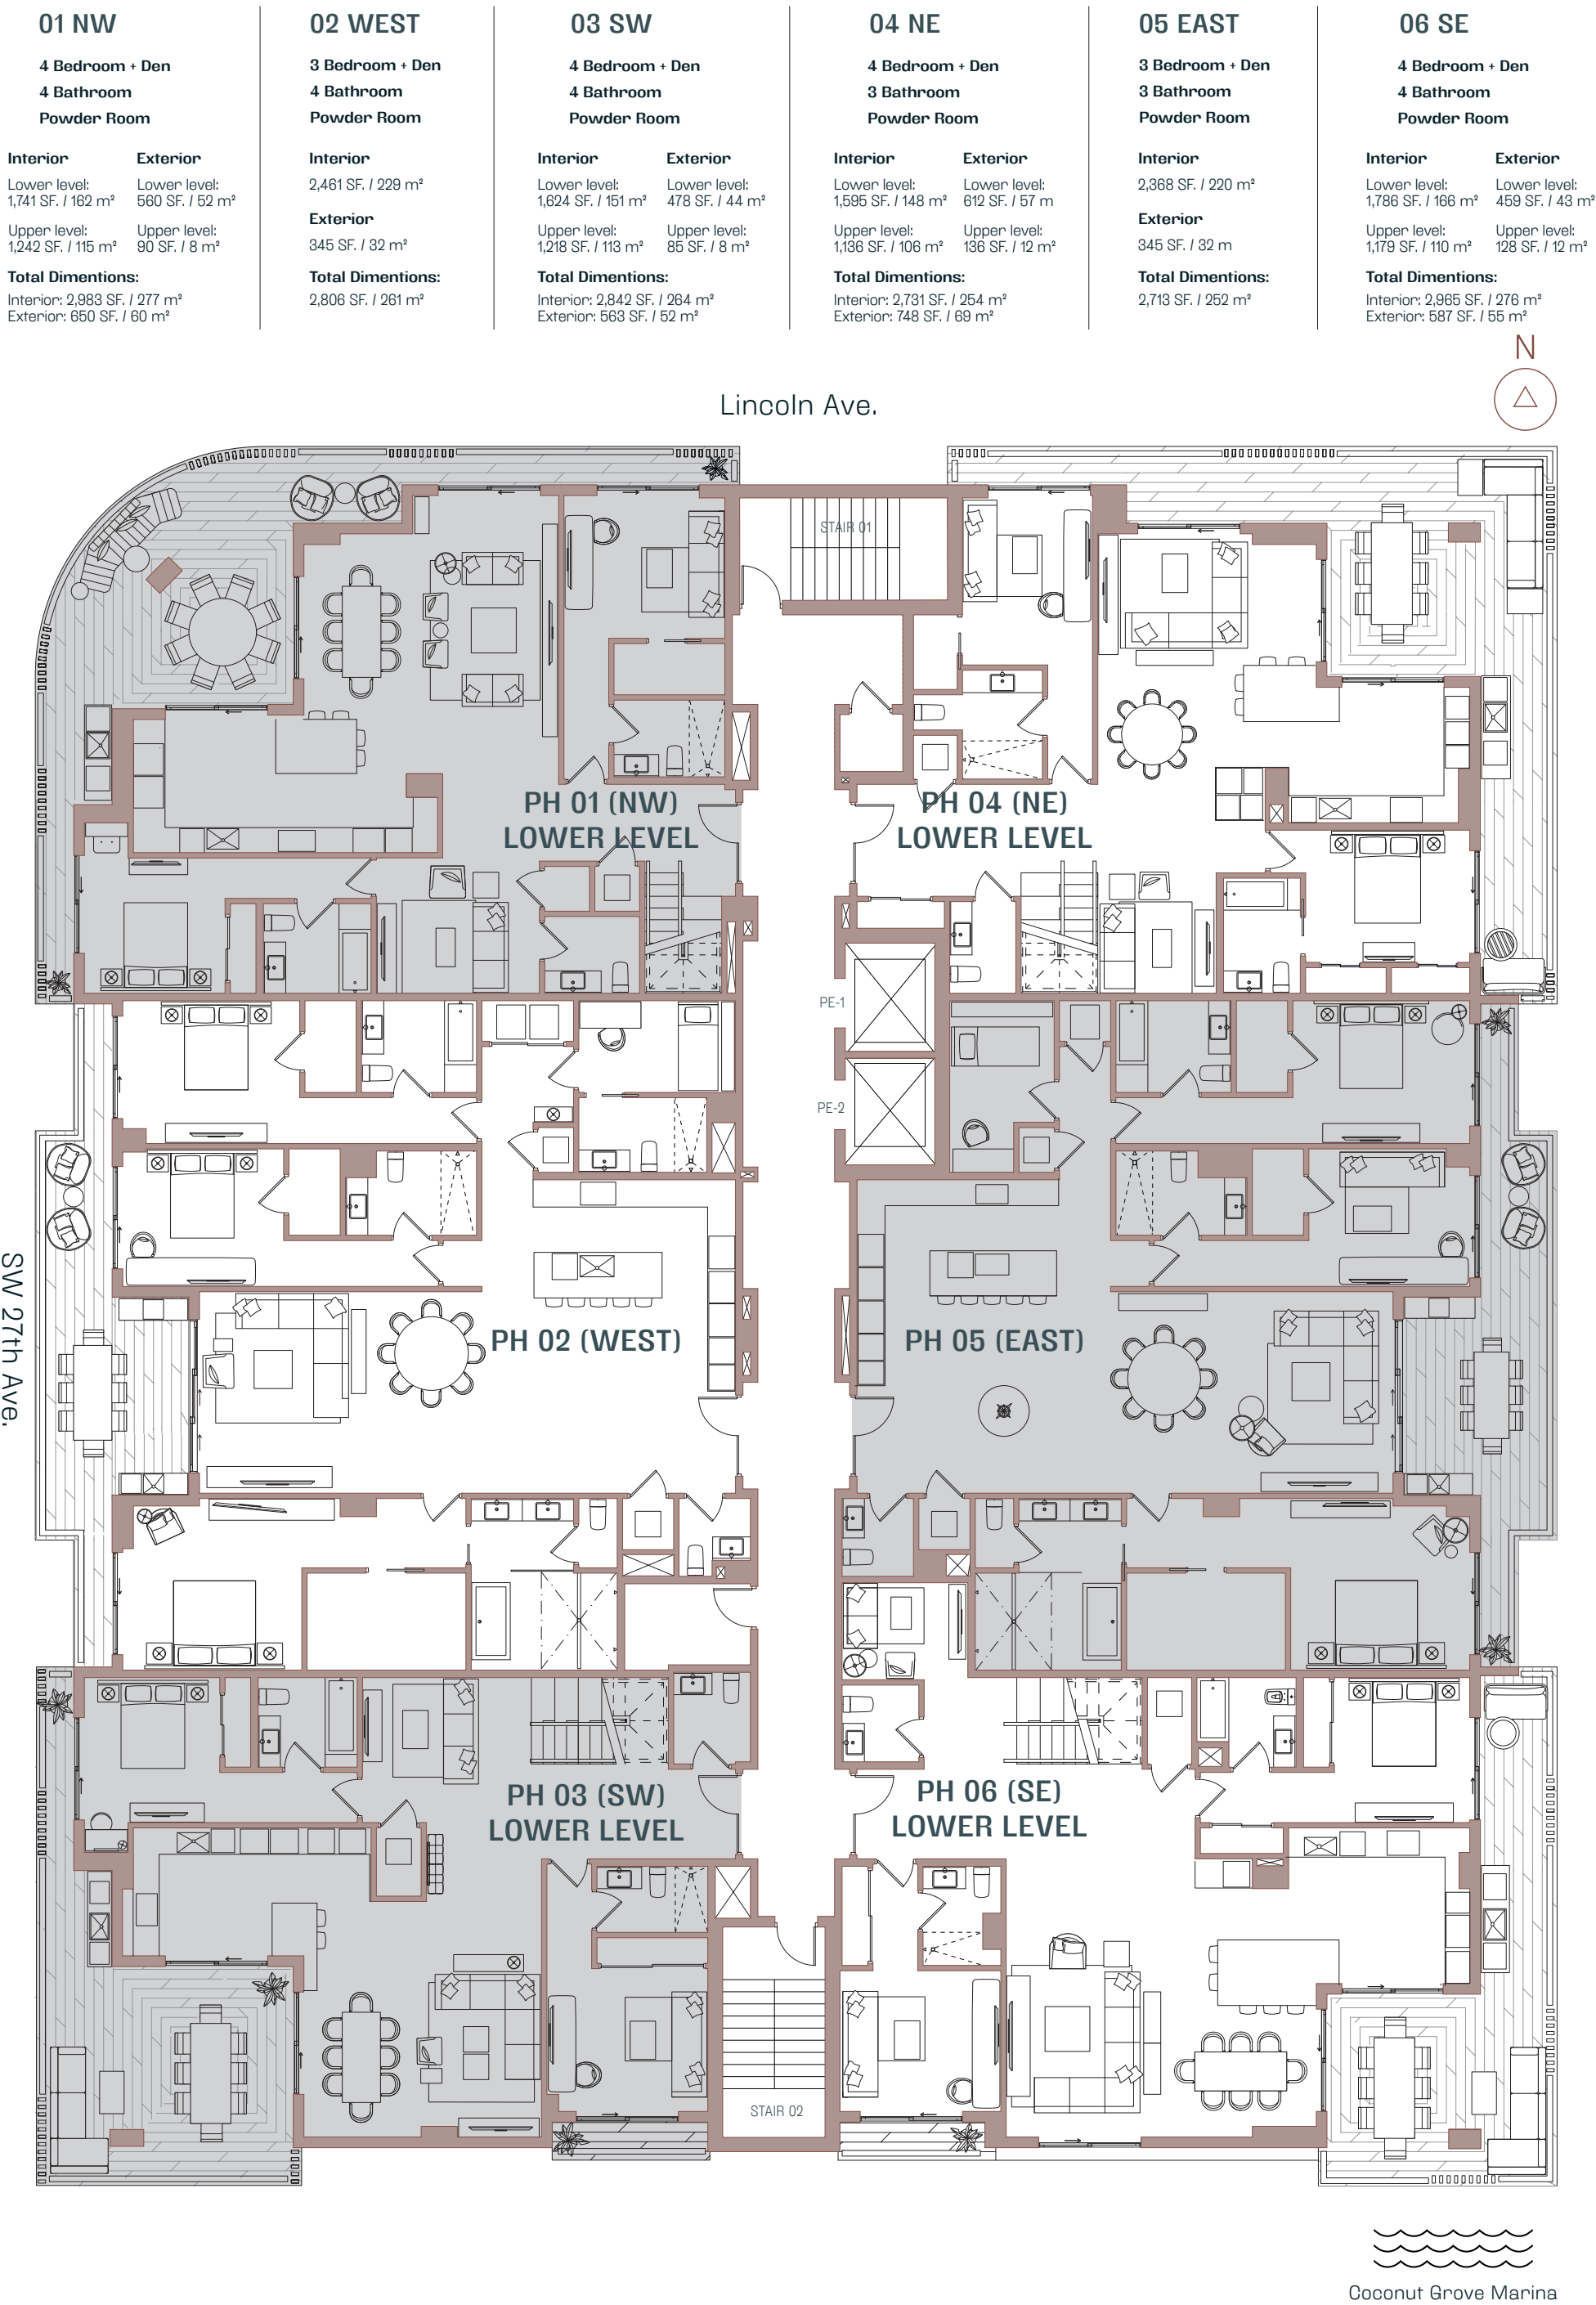 01 NW
4 Bedroom + Den
4 Bathroom
Powder Room
Interior
Lower level:
1,741 SF. / 162 m²
Upper level:
1,242 SF. / 115 m²
Exterior
Lower level:
560 SF. / 52 m²
Upper level:
90 SF. / 8 m²
Total Dimentions:
Interior: 2,983 SF. / 277 m²
Exterior: 650 SF. / 60 m²
02 WEST
3 Bedroom + Den
4 Bathroom
Powder Room
Interior
2,461 SF. / 229 m²
Exterior
345 SF. / 32 m²
Total Dimentions:
2,806 SF. / 261 m²
03 SW
4 Bedroom + Den
4 Bathroom
Powder Room
Interior
Lower level:
1,624 SF. / 151 m²
Upper level:
1,218 SF. / 113 m²
Exterior
Lower level:
478 SF. / 44 m²
Upper level:
85 SF. / 8 m²
Total Dimentions:
Interior: 2,842 SF. / 264 m²
Exterior: 563 SF. / 52 m²
04 NE
4 Bedroom + Den
3 Bathroom
Powder Room
Interior
Lower level:
1,595 SF. / 148 m²
Upper level:
1,136 SF. / 106 m²
Exterior
Lower level:
612 SF. / 57 m
Upper level:
136 SF. / 12 m²
Total Dimentions:
Interior: 2,731 SF. / 254 m²
Exterior: 748 SF. / 69 m²
05 EAST
3 Bedroom + Den
3 Bathroom
Powder Room
Interior
2,368 SF. / 220 m²
Exterior
345 SF. / 32 m
Total Dimentions:
2,713 SF. / 252 m²
06 SE
4 Bedroom + Den
4 Bathroom
Powder Room
Interior
Lower level:
1,786 SF. / 166 m²
Upper level:
1,179 SF. / 110 m²
Exterior
Lower level:
459 SF. / 43 m²
Upper level:
128 SF. / 12 m²
Total Dimentions:
Interior: 2,965 SF. / 276 m²
Exterior: 587 SF. / 55 m²
N
Lincoln Ave.
STAIR 01
PH 01 (NW)
LOWER LEVEL
PH 04 (NE)
LOWER LEVEL
PE-1
PE-2
SW 27th Ave.
PH 02 (WEST)
PH 05 (EAST)
PH 03 (SW)
LOWER LEVEL
PH 06 (SE)
LOWER LEVEL
STAIR 02
Coconut Grove Marina